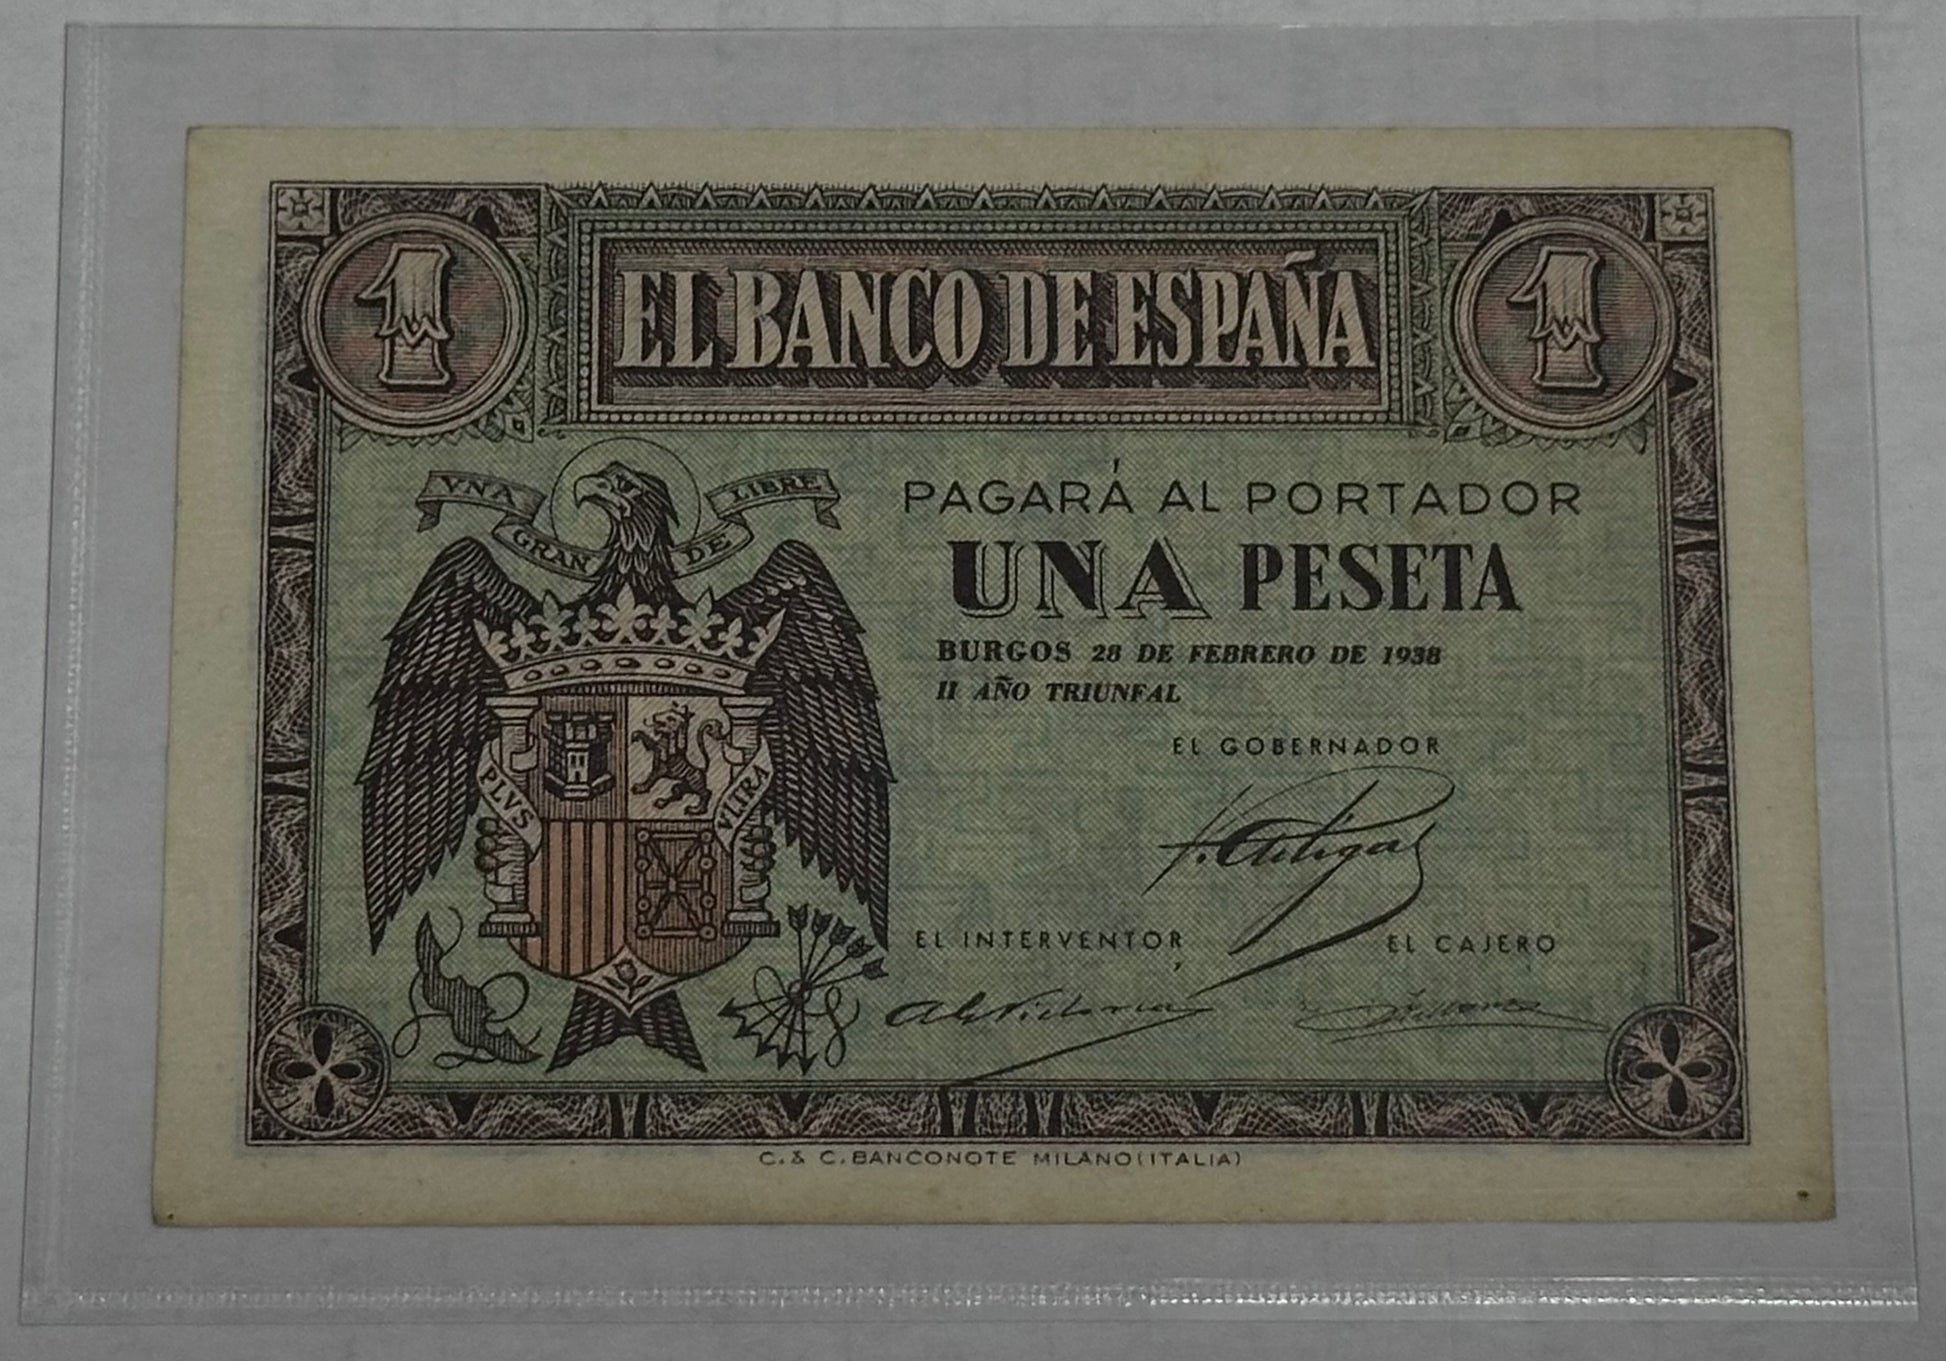 1 EL BANCO DE ESPAÑA 1
VNA GRAN DE LIBRE
PAGARÁ AL PORTADOR
UNA PESETA
BURGOS 28 DE FEBRERO DE 1938
II AÑO TRIUNFAL
PLVS VLTRA
EL GOBERNADOR
EL INTERVENTOR, EL CAJERO
C. & C. BANCONOTE MILANO (ITALIA)